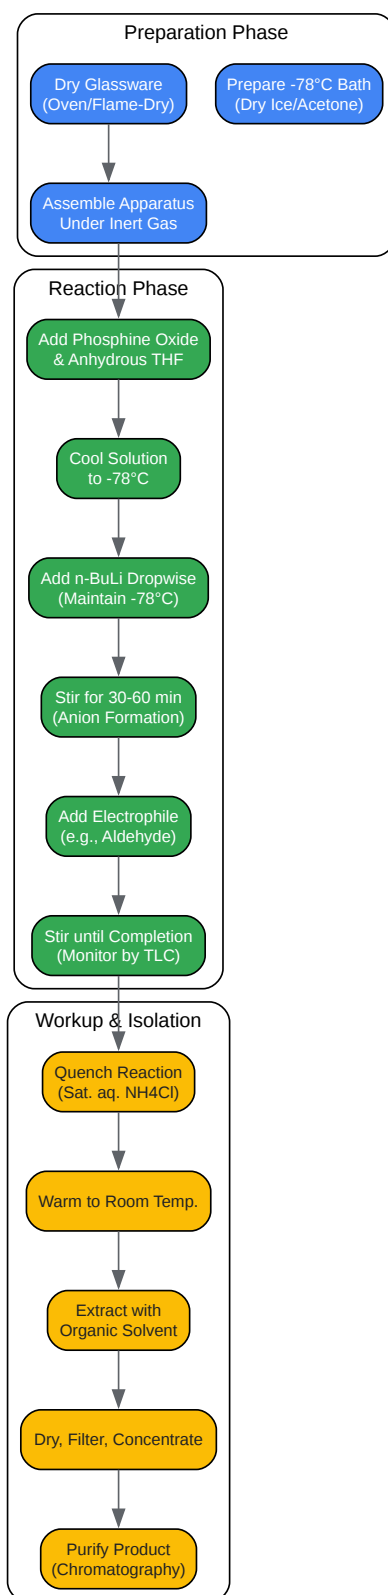 Preparation Phase
Dry Glassware
(Oven/Flame-Dry)
Prepare -78°C Bath
(Dry Ice/Acetone)
Assemble Apparatus
Under Inert Gas
Reaction Phase
Add Phosphine Oxide
& Anhydrous THF
Cool Solution
to -78°C
Add n-BuLi Dropwise
(Maintain -78°C)
Stir for 30-60 min
(Anion Formation)
Add Electrophile
(e.g., Aldehyde)
Stir until Completion
(Monitor by TLC)
Workup & Isolation
Quench Reaction
(Sat. aq. NH4Cl)
Warm to Room Temp.
Extract with
Organic Solvent
Dry, Filter, Concentrate
Purify Product
(Chromatography)